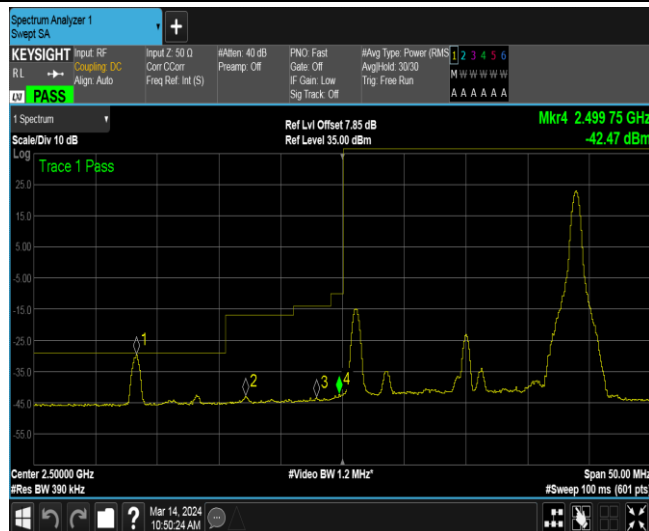 Spectrum Analyzer 1
Swept SA
+
KEYSIGHT
RL
LXI PASS
Input: RF
Coupling: DC
Align: Auto
Input Z: 50 Ω
Corr CCorr
Freq Ref: Int (S)
#Atten: 40 dB
Preamp: Off
PNO: Fast
Gate: Off
IF Gain: Low
Sig Track: Off
#Avg Type: Power (RMS
Avg|Hold: 30/30
Trig: Free Run
1 2 3 4 5 6
M W W W W W
A A A A A A
1 Spectrum
Scale/Div 10 dB
Log
Ref Lvl Offset 7.85 dB
Ref Level 35.00 dBm
Mkr4 2.499 75 GHz
-42.47 dBm
Trace 1 Pass
25.0
15.0
5.00
-5.00
-15.0
-25.0
-35.0
-45.0
-55.0
1
2
3
4
Center 2.50000 GHz
#Res BW 390 kHz
#Video BW 1.2 MHz*
Span 50.00 MHz
#Sweep 100 ms (601 pts)
?
Mar 14, 2024
10:50:24 AM